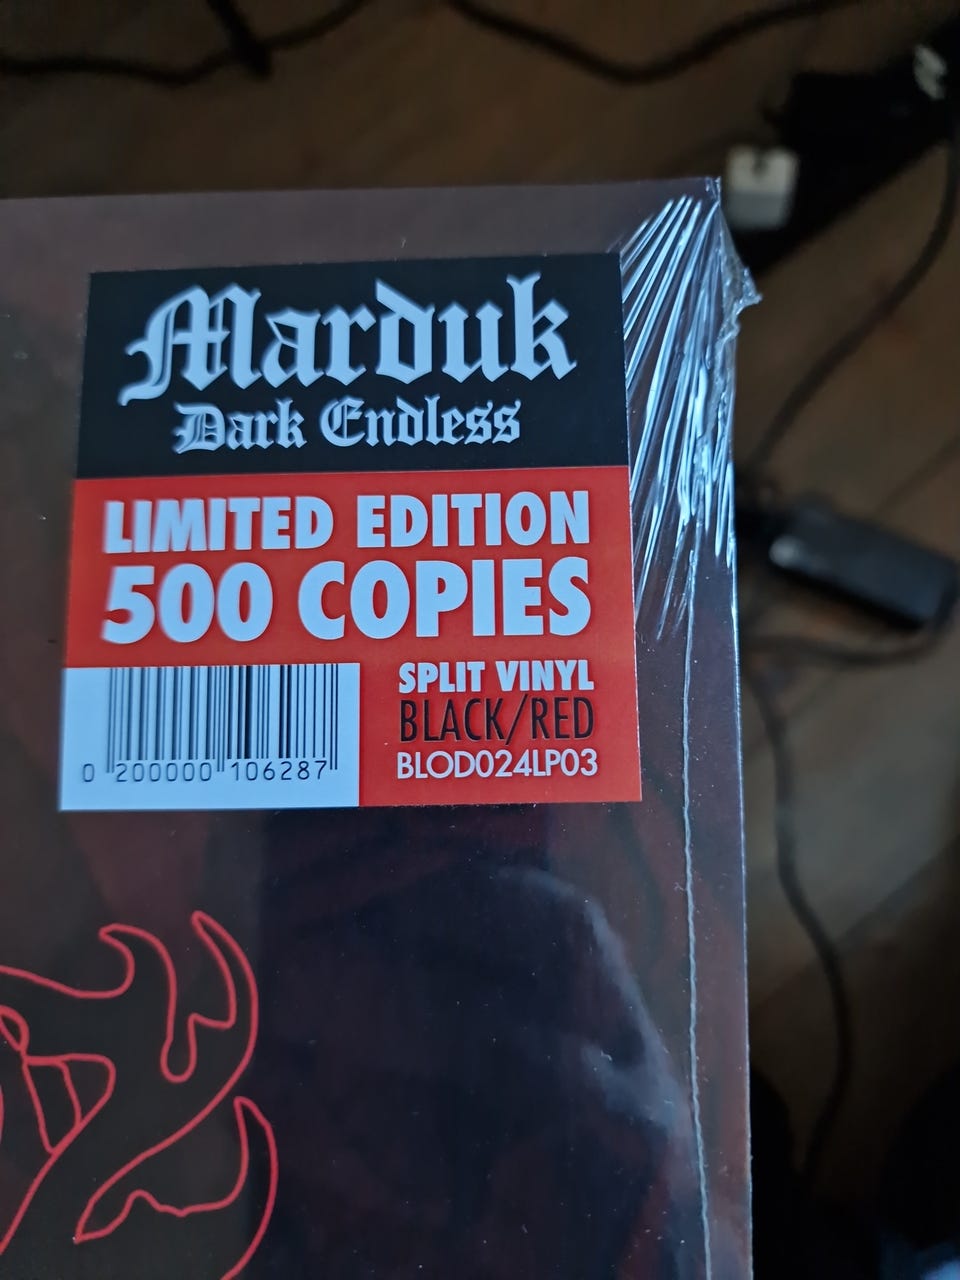 Marduk
Dark Endless
LIMITED EDITION
500 COPIES
SPLIT VINYL
BLACK/RED
BLOD024LP03
0 200000 106287